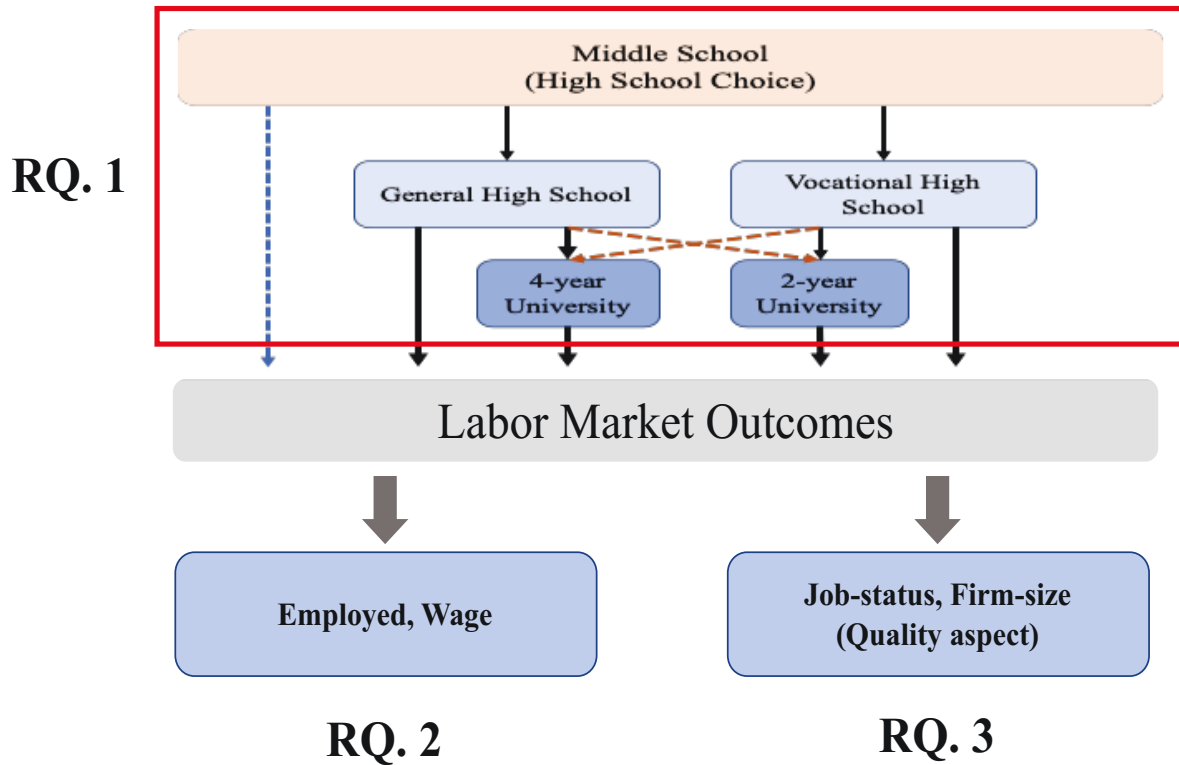 Middle School
(High School Choice)
RQ. 1
General High School
Vocational High
School
4-year
University
2-year
University
Labor Market Outcomes
Employed, Wage
Job-status, Firm-size
(Quality aspect)
RQ. 2
RQ. 3